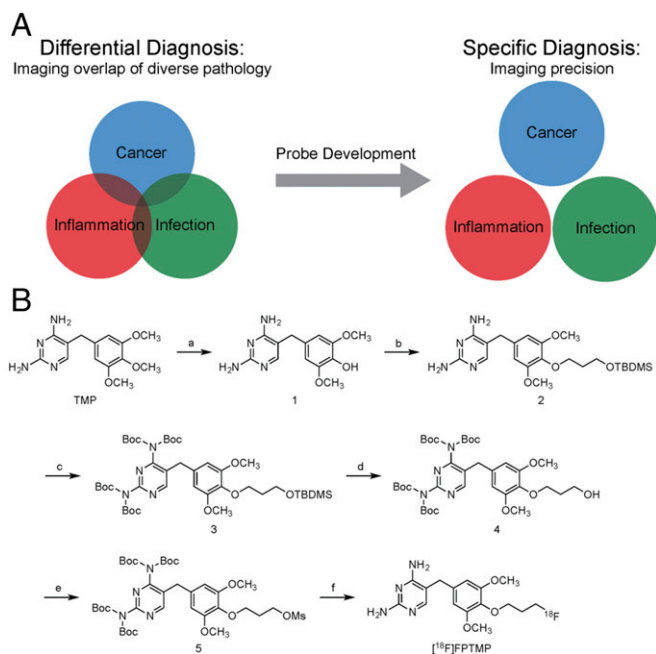 A
Differential Diagnosis:
Imaging overlap of diverse pathology
Specific Diagnosis:
Imaging precision
Cancer
Inflammation
Infection
Probe Development
Cancer
Inflammation
Infection
B
NH₂
N
H₂N
N
OCH₃
OCH₃
OCH₃
TMP
a
NH₂
N
H₂N
N
OCH₃
OH
OCH₃
1
b
NH₂
N
H₂N
N
OCH₃
O
OTBDMS
OCH₃
2
c
Boc
Boc
N
Boc
N
N
N
Boc
OCH₃
O
OTBDMS
OCH₃
3
d
Boc
Boc
N
Boc
N
N
N
Boc
OCH₃
O
OH
OCH₃
4
e
Boc
Boc
N
Boc
N
N
N
Boc
OCH₃
O
OMs
OCH₃
5
f
NH₂
N
H₂N
N
OCH₃
O
¹⁸F
OCH₃
[¹⁸F]FPTMP